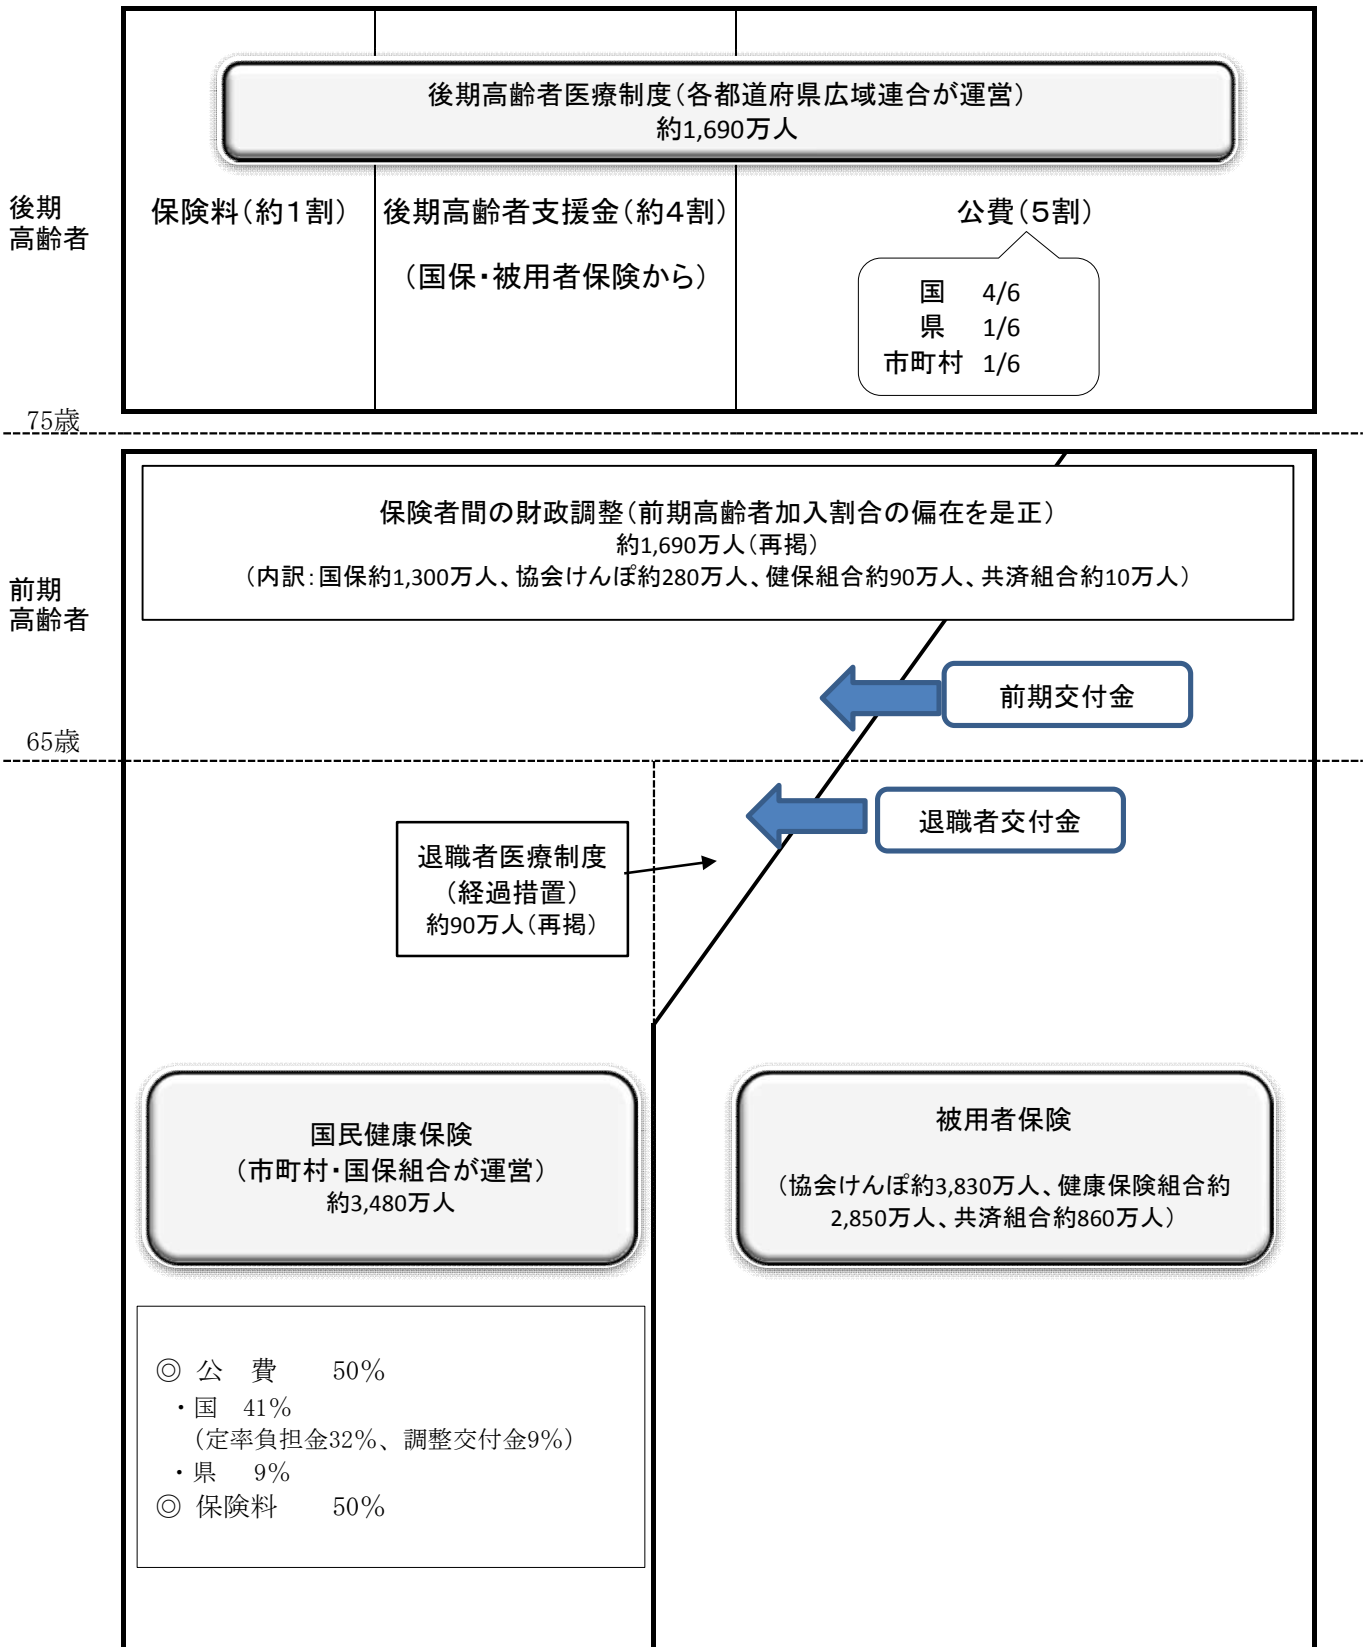 後期高齢者医療制度（各都道府県広域連合が運営）
約1,690万人
後期
高齢者
保険料（約１割）
後期高齢者支援金（約４割）
（国保・被用者保険から）
公費（５割）
国 4/6
県 1/6
市町村 1/6
75歳
保険者間の財政調整（前期高齢者加入割合の偏在を是正）
約1,690万人（再掲）
（内訳：国保約1,300万人、協会けんぽ約280万人、健保組合約90万人、共済組合約10万人）
前期
高齢者
前期交付金
65歳
退職者交付金
退職者医療制度
（経過措置）
約90万人（再掲）
国民健康保険
（市町村・国保組合が運営）
約3,480万人
被用者保険
（協会けんぽ約3,830万人、健康保険組合約
2,850万人、共済組合約860万人）
◎ 公　費　　50％
・国　41％
（定率負担金32％、調整交付金9％）
・県　 9％
◎ 保険料　　50％